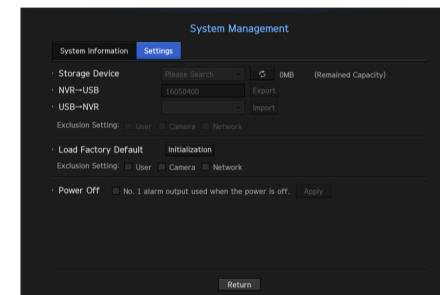 System Management
System Information Settings
· Storage Device Please Search 0MB (Remained Capacity)
· NVR→USB 16050400 Export
· USB→NVR Import
Exclusion Setting: User Camera Network
· Load Factory Default Initialization
Exclusion Setting: User Camera Network
· Power Off No. 1 alarm output used when the power is off. Apply
Return